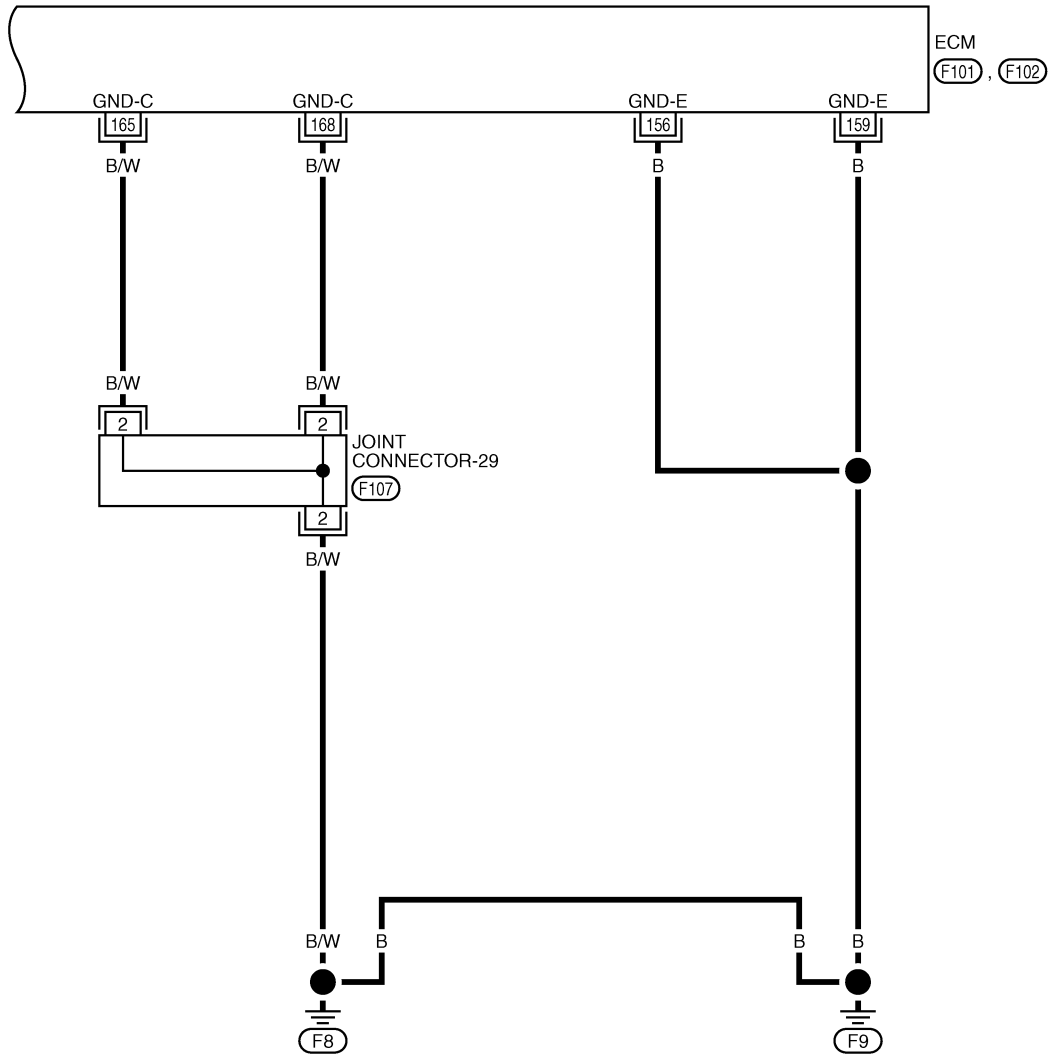 ECM
F101 , F102
GND-C GND-C GND-E GND-E
165 168 156 159
B/W B/W B B
B/W B/W
2 2
JOINT
CONNECTOR-29
F107
2
B/W
B/W B B B
F8 F9